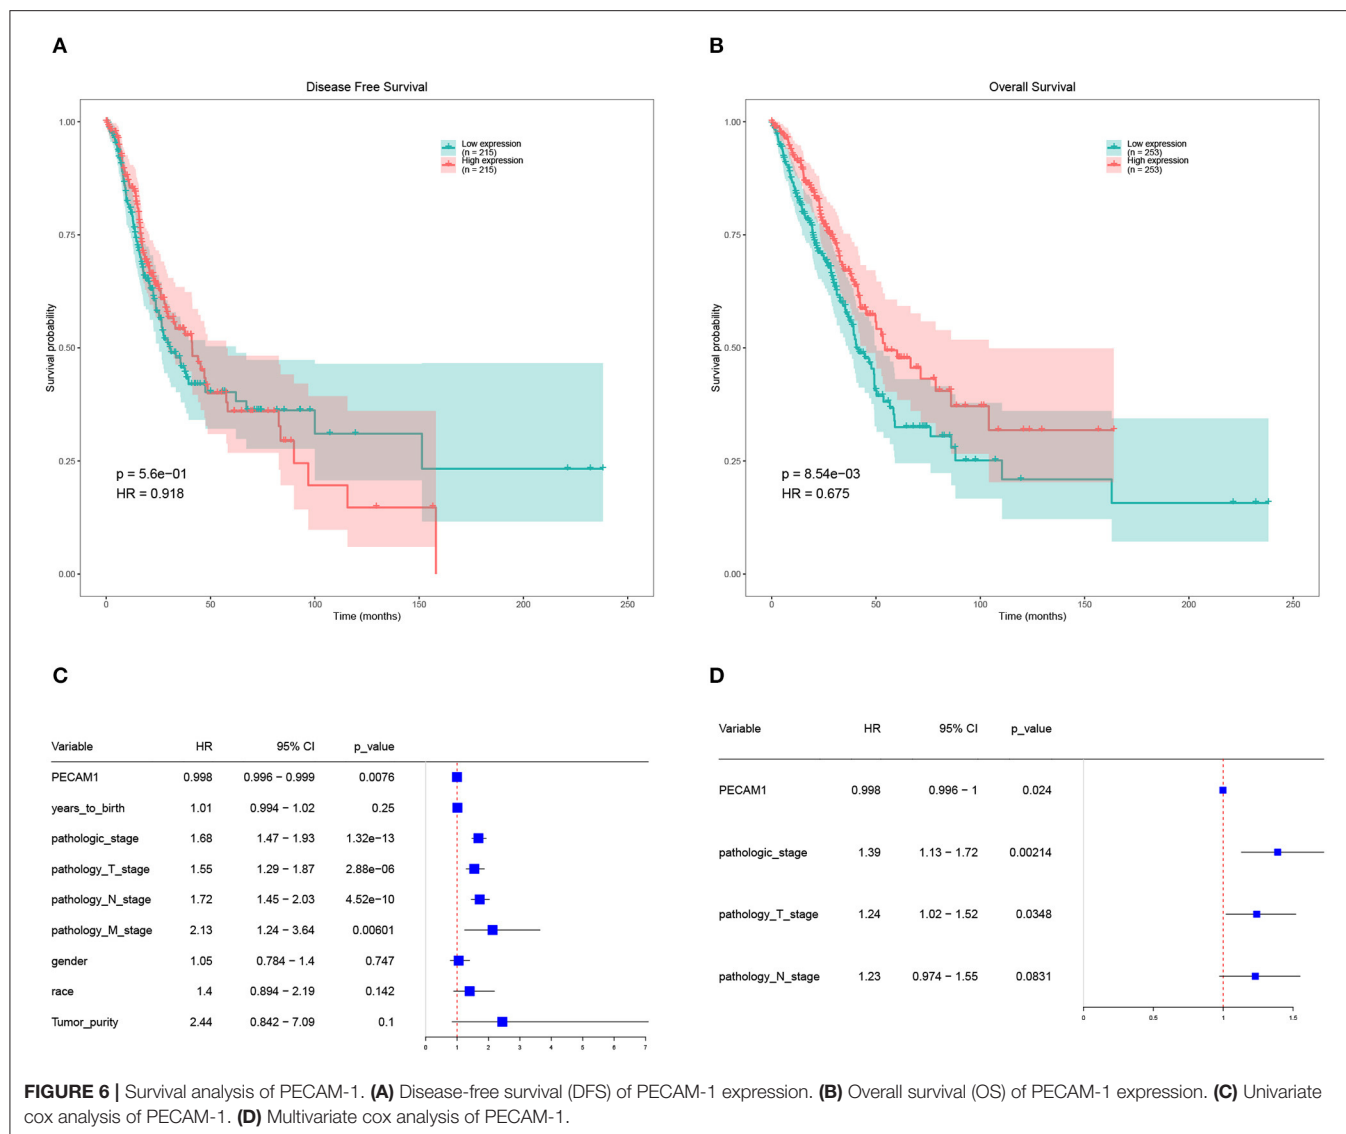 A
Disease Free Survival
Survival probability
1.00
0.75
0.50
0.25
0.00
Low expression
(n = 215)
High expression
(n = 215)
p = 5.6e−01
HR = 0.918
0 50 100 150 200 250
Time (months)
B
Overall Survival
Survival probability
1.00
0.75
0.50
0.25
0.00
Low expression
(n = 253)
High expression
(n = 253)
p = 8.54e−03
HR = 0.675
0 50 100 150 200 250
Time (months)
C
Variable HR 95% CI p_value
PECAM1 0.998 0.996 − 0.999 0.0076
years_to_birth 1.01 0.994 − 1.02 0.25
pathologic_stage 1.68 1.47 − 1.93 1.32e−13
pathology_T_stage 1.55 1.29 − 1.87 2.88e−06
pathology_N_stage 1.72 1.45 − 2.03 4.52e−10
pathology_M_stage 2.13 1.24 − 3.64 0.00601
gender 1.05 0.784 − 1.4 0.747
race 1.4 0.894 − 2.19 0.142
Tumor_purity 2.44 0.842 − 7.09 0.1
0 1 2 3 4 5 6 7
D
Variable HR 95% CI p_value
PECAM1 0.998 0.996 − 1 0.024
pathologic_stage 1.39 1.13 − 1.72 0.00214
pathology_T_stage 1.24 1.02 − 1.52 0.0348
pathology_N_stage 1.23 0.974 − 1.55 0.0831
0 0.5 1 1.5
FIGURE 6 | Survival analysis of PECAM-1. (A) Disease-free survival (DFS) of PECAM-1 expression. (B) Overall survival (OS) of PECAM-1 expression. (C) Univariate
cox analysis of PECAM-1. (D) Multivariate cox analysis of PECAM-1.